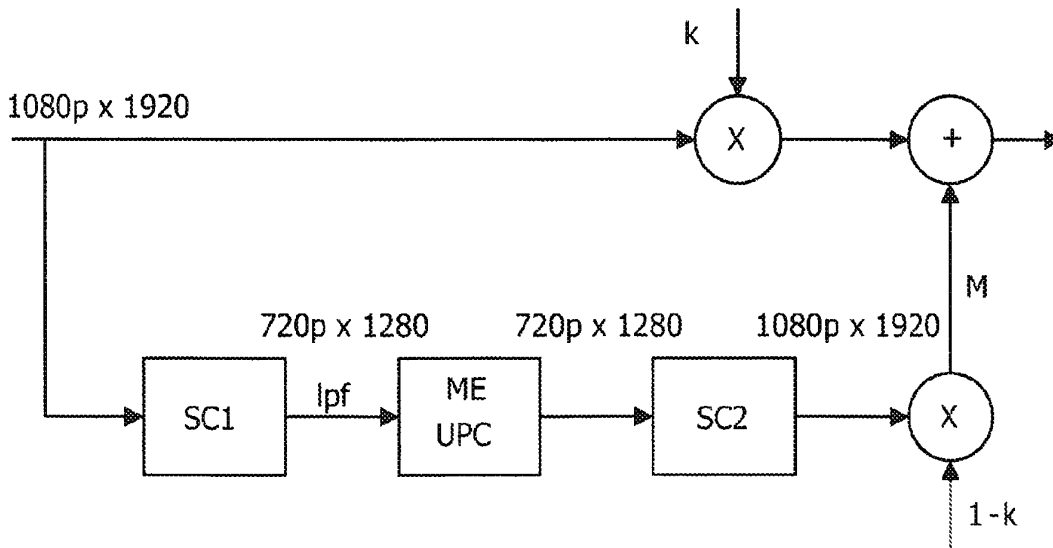 k
1080p x 1920
X
+
M
720p x 1280
720p x 1280
1080p x 1920
SC1
lpf
ME
UPC
SC2
X
1-k